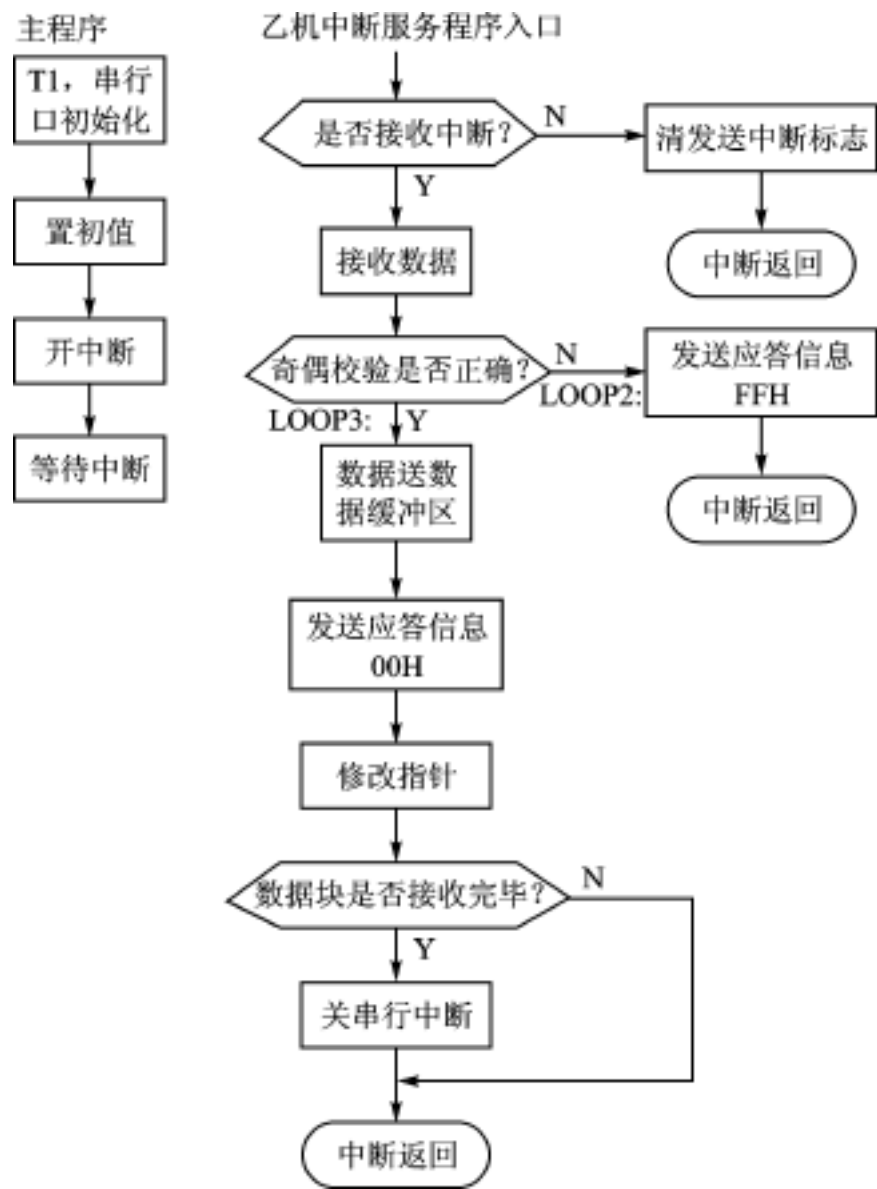 主程序
T1，串行
口初始化
置初值
开中断
等待中断
乙机中断服务程序入口
是否接收中断？
N
清发送中断标志
中断返回
Y
接收数据
奇偶校验是否正确？
N
LOOP2:
发送应答信息
FFH
中断返回
LOOP3:
Y
数据送数
据缓冲区
发送应答信息
00H
修改指针
数据块是否接收完毕？
N
Y
关串行中断
中断返回